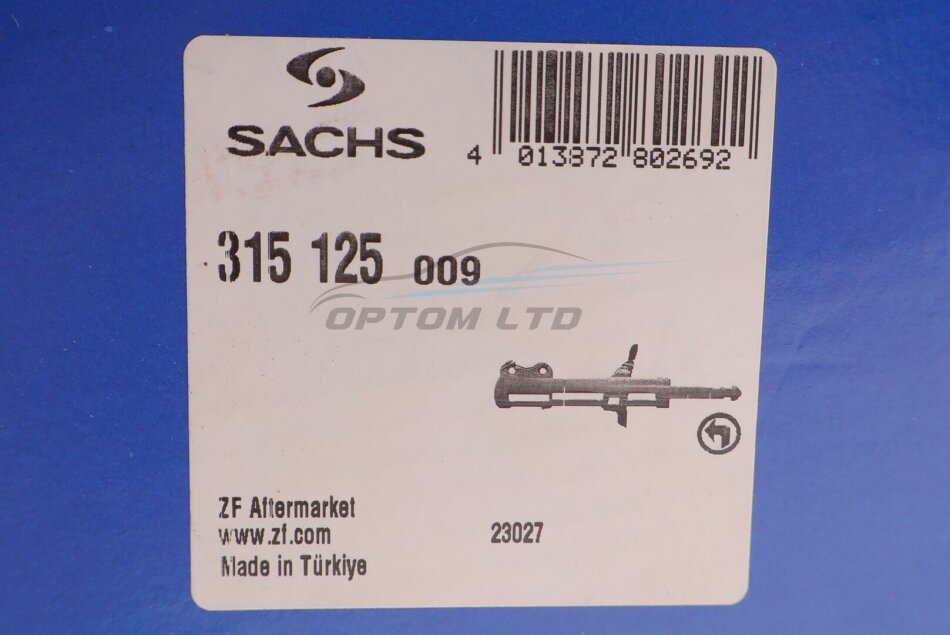 SACHS
4 013872 802692
315 125 009
OPTOM LTD
ZF Aftermarket
www.zf.com
23027
Made in Türkiye